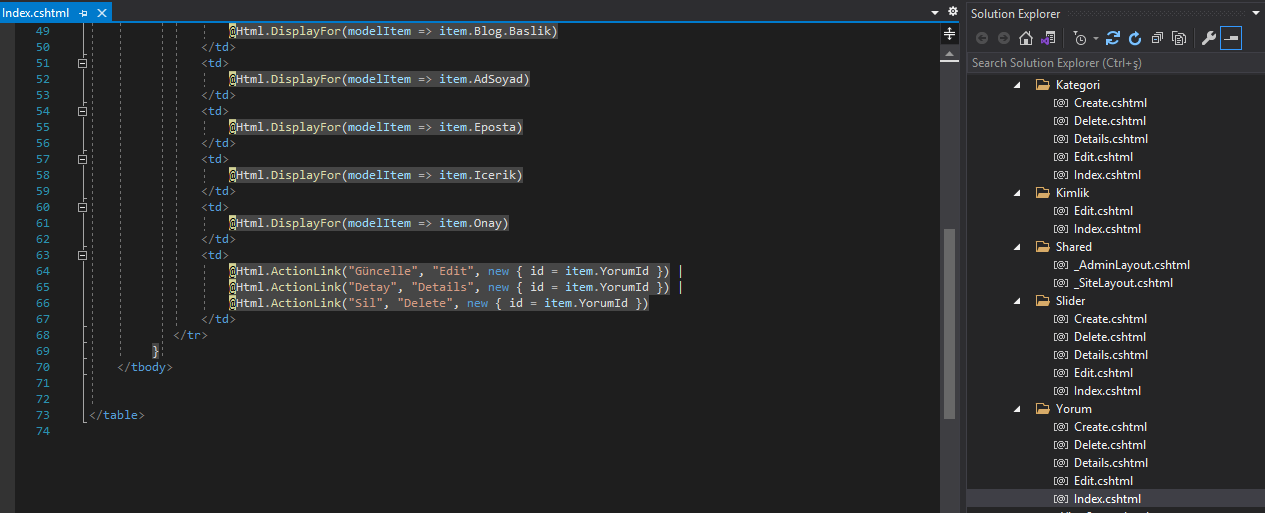 Index.cshtml
49 @Html.DisplayFor(modelItem => item.Blog.Baslik)
50 </td>
51 <td>
52 @Html.DisplayFor(modelItem => item.AdSoyad)
53 </td>
54 <td>
55 @Html.DisplayFor(modelItem => item.Eposta)
56 </td>
57 <td>
58 @Html.DisplayFor(modelItem => item.Icerik)
59 </td>
60 <td>
61 @Html.DisplayFor(modelItem => item.Onay)
62 </td>
63 <td>
64 @Html.ActionLink("Güncelle", "Edit", new { id = item.YorumId }) |
65 @Html.ActionLink("Detay", "Details", new { id = item.YorumId }) |
66 @Html.ActionLink("Sil", "Delete", new { id = item.YorumId })
67 </td>
68 </tr>
69 }
70 </tbody>
71
72
73 </table>
74
Solution Explorer
Search Solution Explorer (Ctrl+ş)
Kategori
Create.cshtml
Delete.cshtml
Details.cshtml
Edit.cshtml
Index.cshtml
Kimlik
Edit.cshtml
Index.cshtml
Shared
_AdminLayout.cshtml
_SiteLayout.cshtml
Slider
Create.cshtml
Delete.cshtml
Details.cshtml
Edit.cshtml
Index.cshtml
Yorum
Create.cshtml
Delete.cshtml
Details.cshtml
Edit.cshtml
Index.cshtml